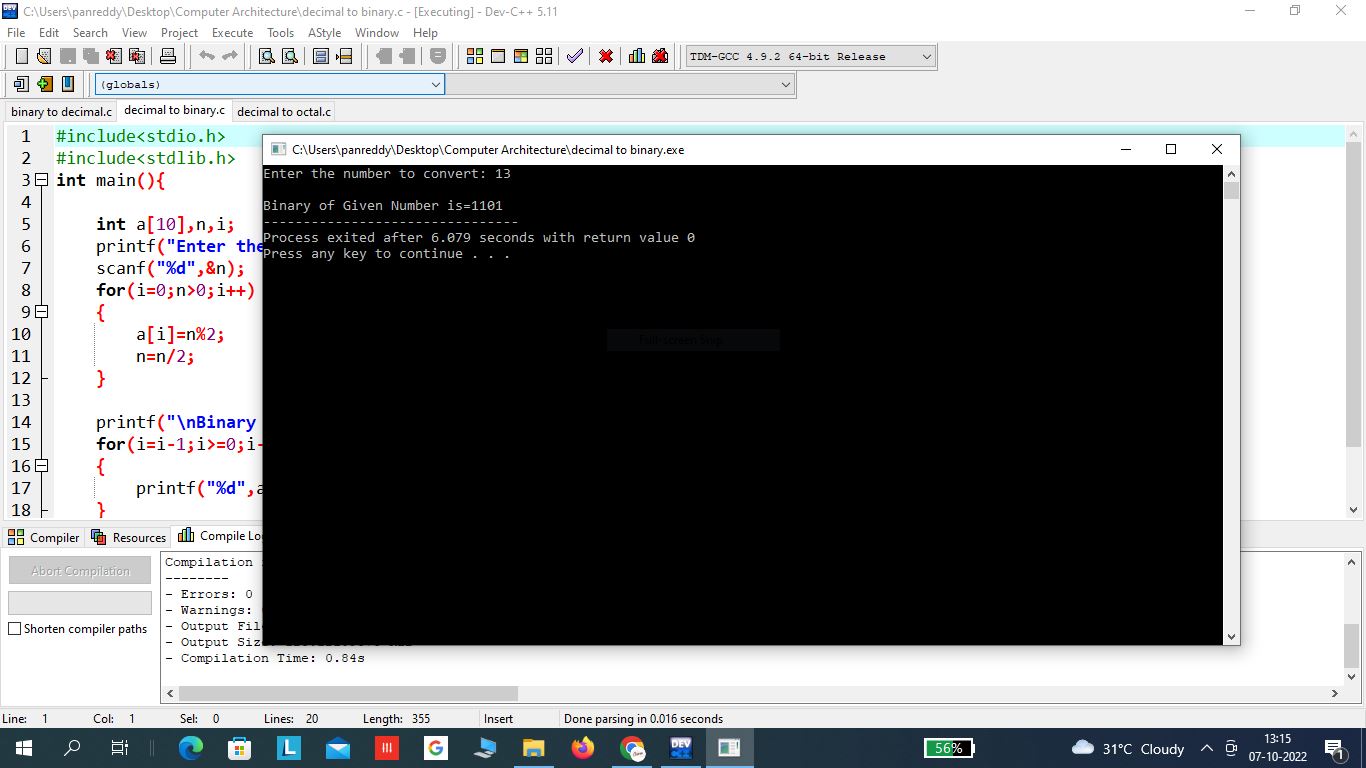 C:\Users\panreddy\Desktop\Computer Architecture\decimal to binary.c - [Executing] - Dev-C++ 5.11
File Edit Search View Project Execute Tools AStyle Window Help
TDM-GCC 4.9.2 64-bit Release
(globals)
binary to decimal.c decimal to binary.c decimal to octal.c
1 #include<stdio.h>
2 #include<stdlib.h>
3 int main(){
4
5 int a[10],n,i;
6 printf("Enter the
7 scanf("%d",&n);
8 for(i=0;n>0;i++)
9 {
10 a[i]=n%2;
11 n=n/2;
12 }
13
14 printf("\nBinary
15 for(i=i-1;i>=0;i-
16 {
17 printf("%d",a
18 }
C:\Users\panreddy\Desktop\Computer Architecture\decimal to binary.exe
Enter the number to convert: 13
Binary of Given Number is=1101
--------------------------------
Process exited after 6.079 seconds with return value 0
Press any key to continue . . .
Full-screen Snip
Compiler Resources Compile Lo
Abort Compilation
Shorten compiler paths
Compilation
--------
- Errors: 0
- Warnings:
- Output Fil
- Output Siz
- Compilation Time: 0.84s
Line: 1 Col: 1 Sel: 0 Lines: 20 Length: 355 Insert Done parsing in 0.016 seconds
L
G
DEV
56%
31°C Cloudy
13:15
07-10-2022
1